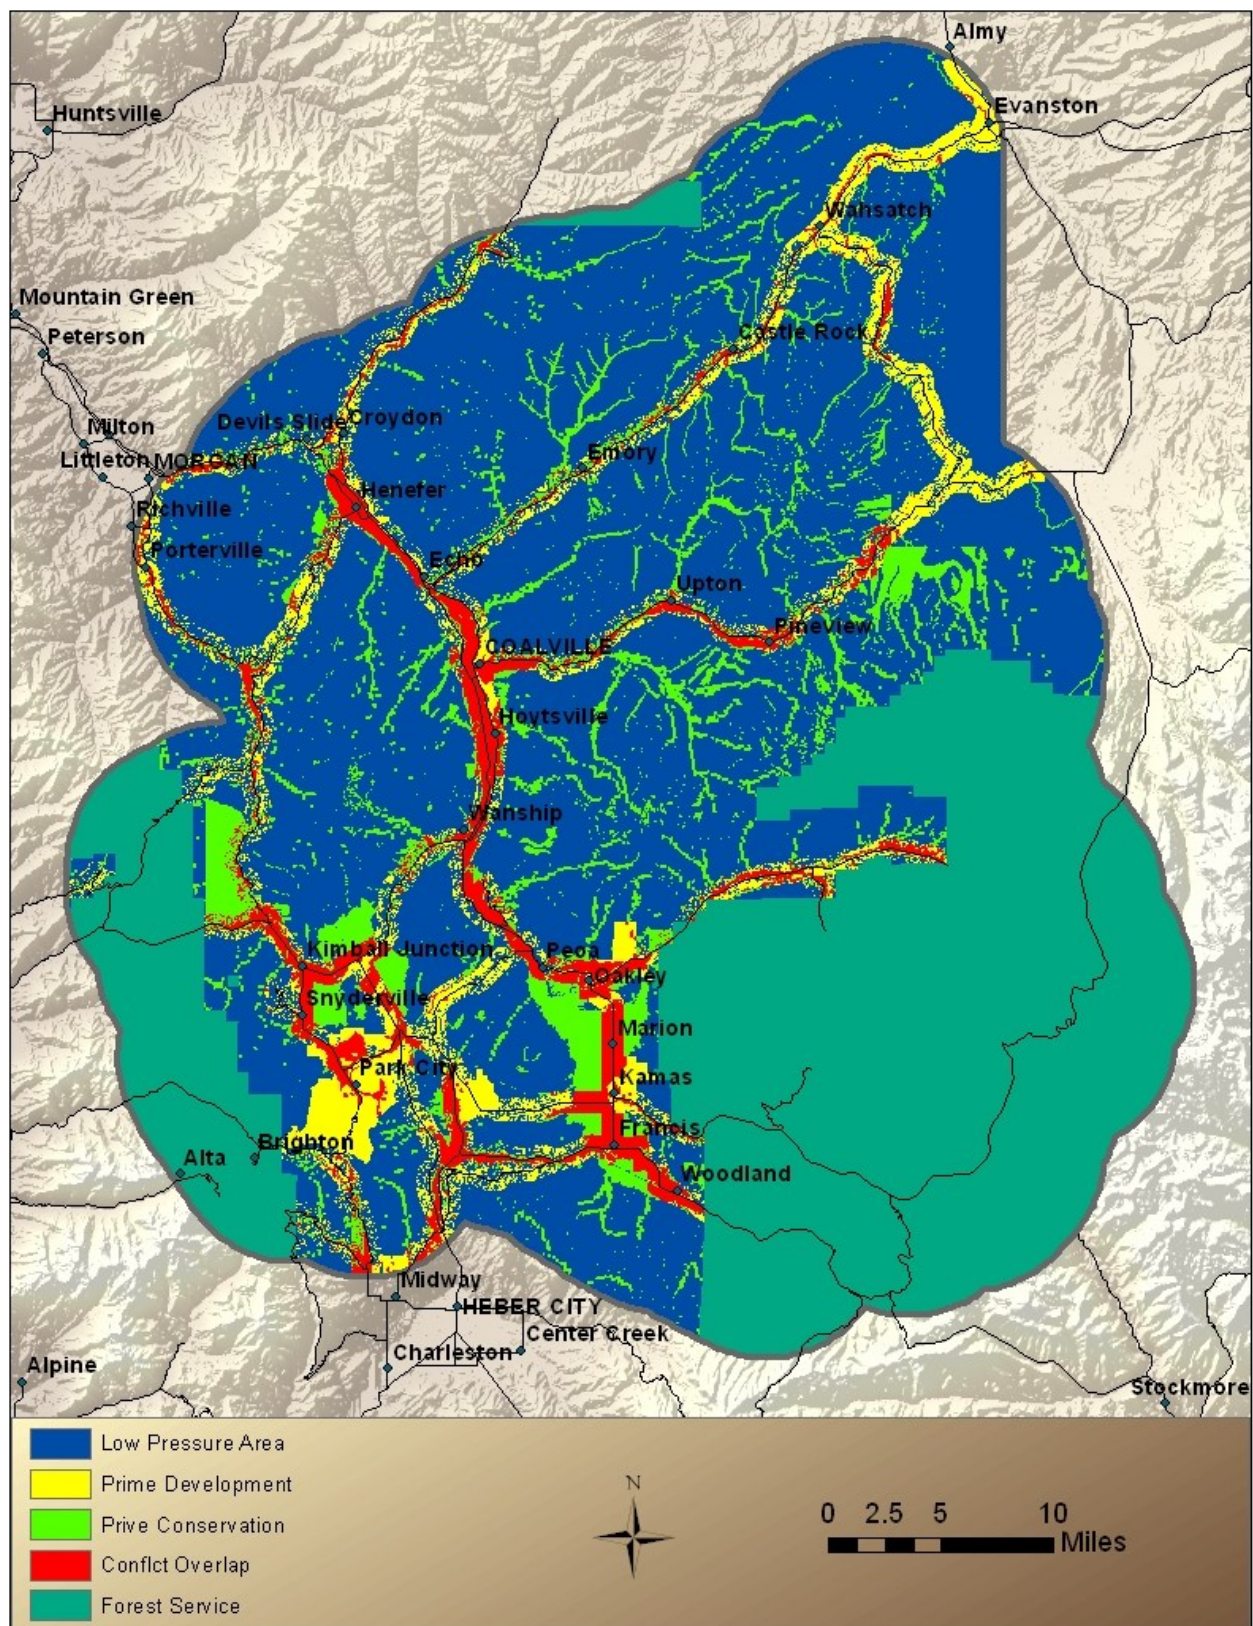 Almy
Evanston
Huntsville
Wahsatch
Mountain Green
Peterson
Castle Rock
Devils Slide
Croydon
Milton
Littleton
MORGAN
Emory
Henefer
Richville
Porterville
Echo
Upton
Pineview
COALVILLE
Hoytsville
Wanship
Kimball Junction
Peoa
Oakley
Snyderville
Marion
Park City
Kamas
Francis
Brighton
Alta
Woodland
Midway
HEBER CITY
Center Creek
Charleston
Alpine
Stockmore
Low Pressure Area
Prime Development
Prive Conservation
Conflct Overlap
Forest Service
N
0 2.5 5 10
Miles